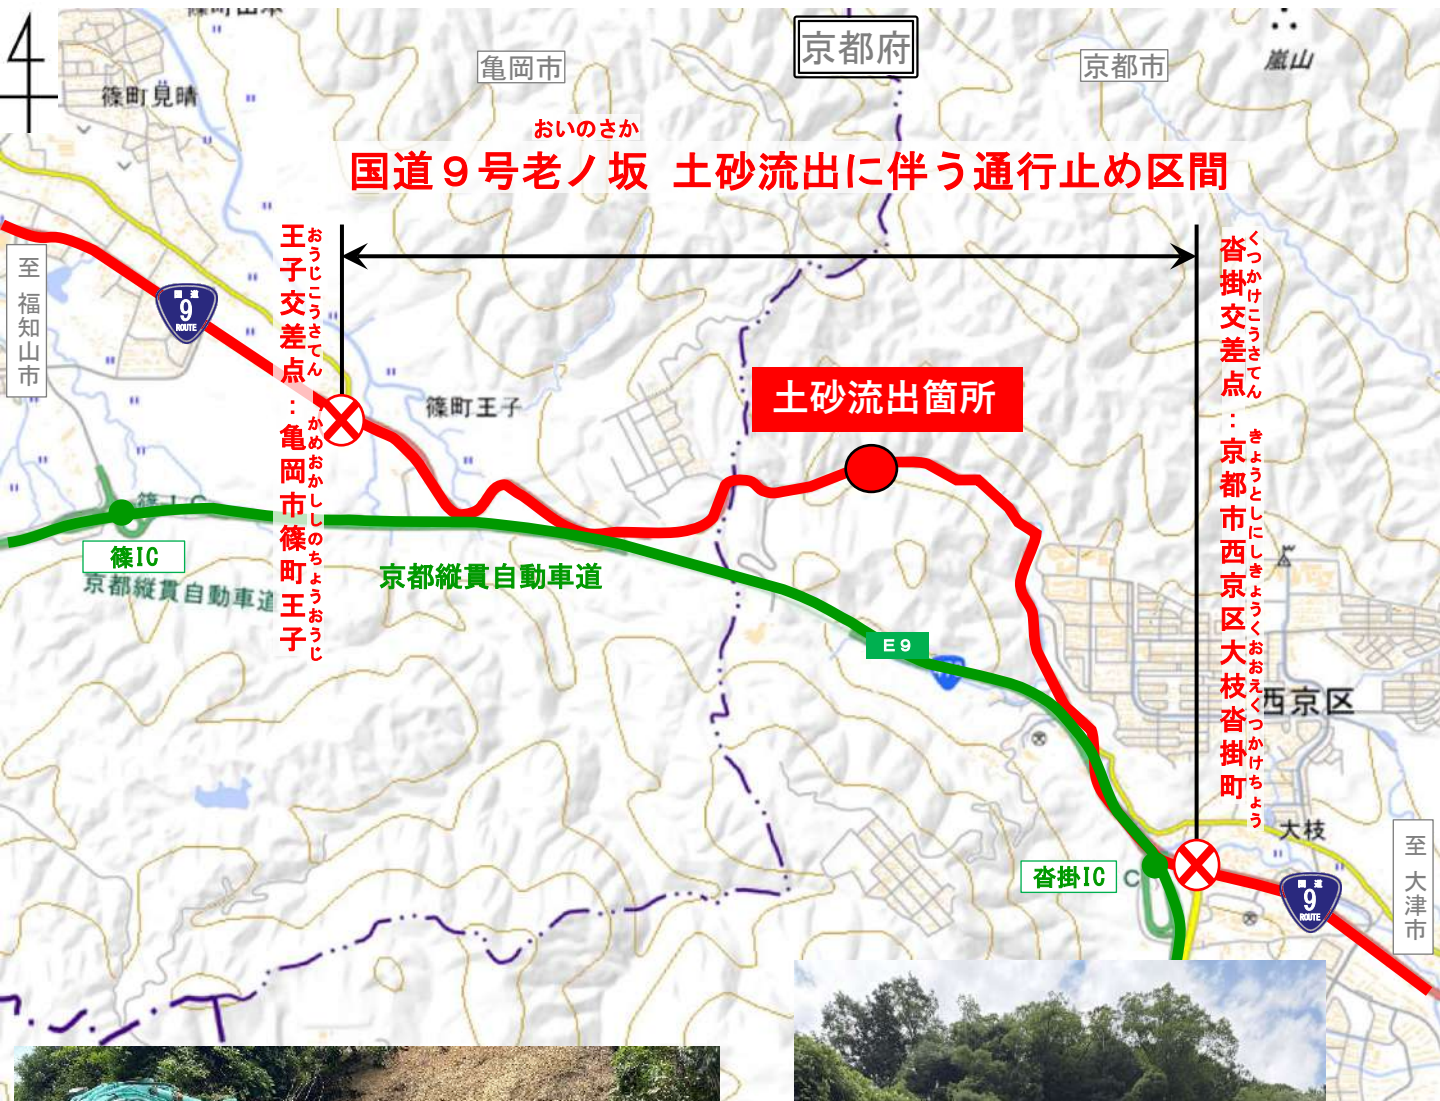 京都府
亀岡市
京都市
嵐山
篠町見晴
おいのさか
国道9号老ノ坂 土砂流出に伴う通行止め区間
至 福知山市
国道
9
ROUTE
おうじこうさてん
かめおかししのちょうおうじ
王子交差点:亀岡市篠町王子
くつかけこうさてん
きょうとしにしきょうくおおえくつかけちょう
沓掛交差点:京都市西京区大枝沓掛町
篠町王子
土砂流出箇所
篠IC
京都縦貫自動車道
京都縦貫自動車道
E9
西京区
大枝
沓掛IC
C
国道
9
ROUTE
至 大津市